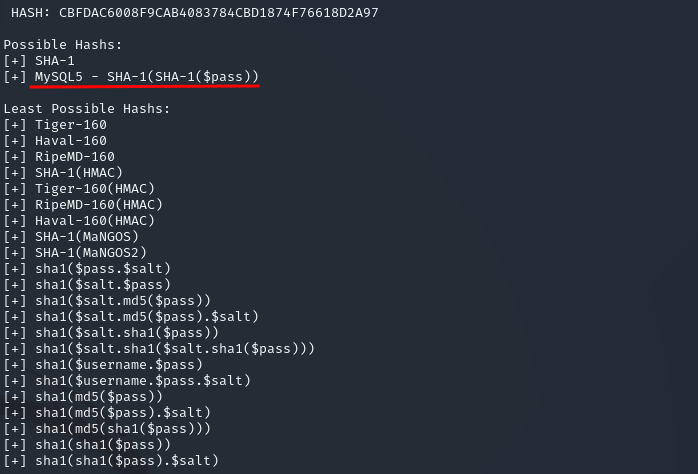 HASH: CBFDAC6008F9CAB4083784CBD1874F76618D2A97
Possible Hashs:
[+] SHA-1
[+] MySQL5 - SHA-1(SHA-1($pass))
Least Possible Hashs:
[+] Tiger-160
[+] Haval-160
[+] RipeMD-160
[+] SHA-1(HMAC)
[+] Tiger-160(HMAC)
[+] RipeMD-160(HMAC)
[+] Haval-160(HMAC)
[+] SHA-1(MaNGOS)
[+] SHA-1(MaNGOS2)
[+] sha1($pass.$salt)
[+] sha1($salt.$pass)
[+] sha1($salt.md5($pass))
[+] sha1($salt.md5($pass).$salt)
[+] sha1($salt.sha1($pass))
[+] sha1($salt.sha1($salt.sha1($pass)))
[+] sha1($username.$pass)
[+] sha1($username.$pass.$salt)
[+] sha1(md5($pass))
[+] sha1(md5($pass).$salt)
[+] sha1(md5(sha1($pass)))
[+] sha1(sha1($pass))
[+] sha1(sha1($pass).$salt)